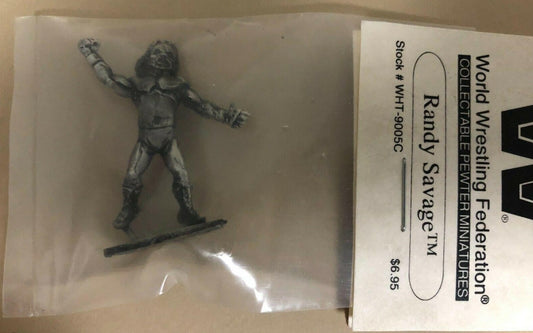 W®
World Wrestling Federation®
COLLECTABLE PEWTER MINIATURES
Randy Savage™
Stock # WHT-9005C
$6.95